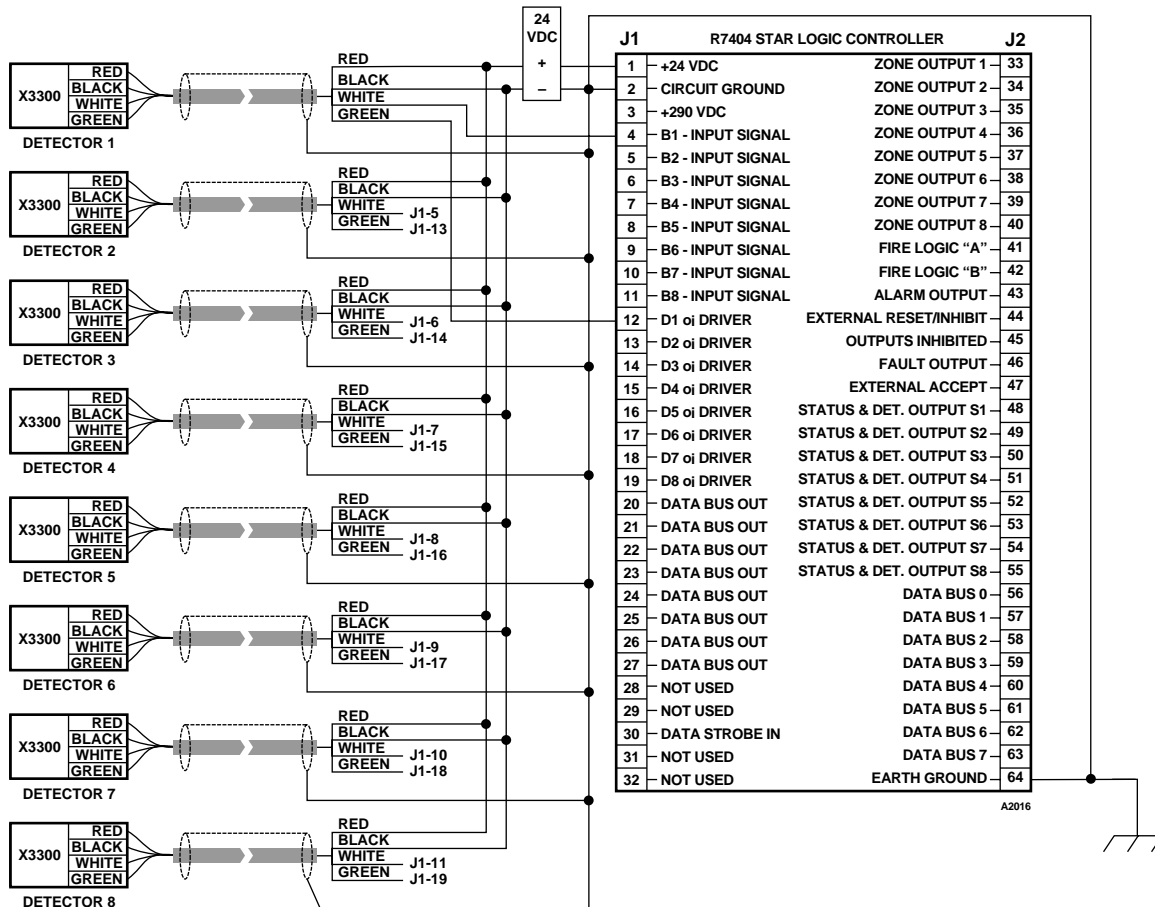 24
VDC
+
–
X3300
RED
BLACK
WHITE
GREEN
DETECTOR 1
RED
BLACK
WHITE
GREEN
X3300
RED
BLACK
WHITE
GREEN
DETECTOR 2
RED
BLACK
WHITE J1-5
GREEN J1-13
X3300
RED
BLACK
WHITE
GREEN
DETECTOR 3
RED
BLACK
WHITE J1-6
GREEN J1-14
X3300
RED
BLACK
WHITE
GREEN
DETECTOR 4
RED
BLACK
WHITE J1-7
GREEN J1-15
X3300
RED
BLACK
WHITE
GREEN
DETECTOR 5
RED
BLACK
WHITE J1-8
GREEN J1-16
X3300
RED
BLACK
WHITE
GREEN
DETECTOR 6
RED
BLACK
WHITE J1-9
GREEN J1-17
X3300
RED
BLACK
WHITE
GREEN
DETECTOR 7
RED
BLACK
WHITE J1-10
GREEN J1-18
X3300
RED
BLACK
WHITE
GREEN
DETECTOR 8
RED
BLACK
WHITE J1-11
GREEN J1-19
J1 R7404 STAR LOGIC CONTROLLER J2
1 +24 VDC ZONE OUTPUT 1 33
2 CIRCUIT GROUND ZONE OUTPUT 2 34
3 +290 VDC ZONE OUTPUT 3 35
4 B1 - INPUT SIGNAL ZONE OUTPUT 4 36
5 B2 - INPUT SIGNAL ZONE OUTPUT 5 37
6 B3 - INPUT SIGNAL ZONE OUTPUT 6 38
7 B4 - INPUT SIGNAL ZONE OUTPUT 7 39
8 B5 - INPUT SIGNAL ZONE OUTPUT 8 40
9 B6 - INPUT SIGNAL FIRE LOGIC “A” 41
10 B7 - INPUT SIGNAL FIRE LOGIC “B” 42
11 B8 - INPUT SIGNAL ALARM OUTPUT 43
12 D1 oi DRIVER EXTERNAL RESET/INHIBIT 44
13 D2 oi DRIVER OUTPUTS INHIBITED 45
14 D3 oi DRIVER FAULT OUTPUT 46
15 D4 oi DRIVER EXTERNAL ACCEPT 47
16 D5 oi DRIVER STATUS & DET. OUTPUT S1 48
17 D6 oi DRIVER STATUS & DET. OUTPUT S2 49
18 D7 oi DRIVER STATUS & DET. OUTPUT S3 50
19 D8 oi DRIVER STATUS & DET. OUTPUT S4 51
20 DATA BUS OUT STATUS & DET. OUTPUT S5 52
21 DATA BUS OUT STATUS & DET. OUTPUT S6 53
22 DATA BUS OUT STATUS & DET. OUTPUT S7 54
23 DATA BUS OUT STATUS & DET. OUTPUT S8 55
24 DATA BUS OUT DATA BUS 0 56
25 DATA BUS OUT DATA BUS 1 57
26 DATA BUS OUT DATA BUS 2 58
27 DATA BUS OUT DATA BUS 3 59
28 NOT USED DATA BUS 4 60
29 NOT USED DATA BUS 5 61
30 DATA STROBE IN DATA BUS 6 62
31 NOT USED DATA BUS 7 63
32 NOT USED EARTH GROUND 64
A2016